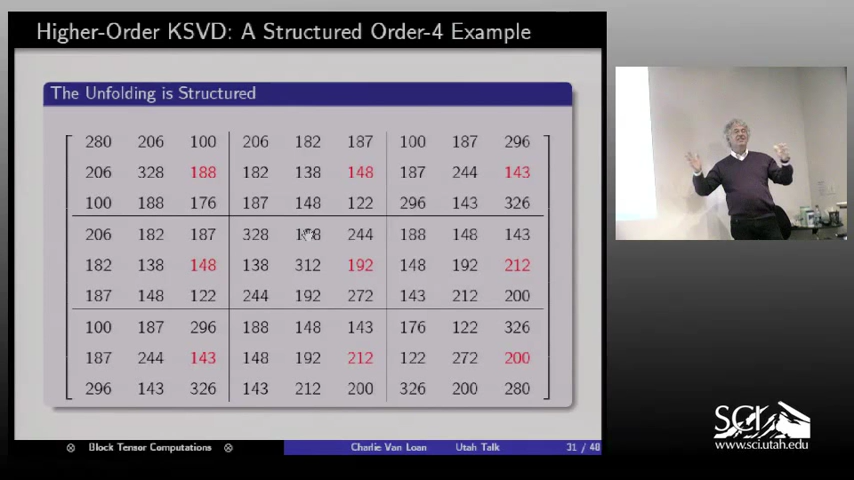 Higher-Order KSVD: A Structured Order-4 Example
The Unfolding is Structured
280 206 100 206 182 187 100 187 296
206 328 188 182 138 148 187 244 143
100 188 176 187 148 122 296 143 326
206 182 187 328 244 188 148 143
182 138 148 138 312 192 148 192 212
187 148 122 244 192 272 143 212 200
100 187 296 188 148 143 176 122 326
187 244 143 148 192 212 122 272 200
296 143 326 143 212 200 326 200 280
Block Tensor Computations
Charlie Van Loan Utah Talk 31 / 48
SCI
www.sci.utah.edu